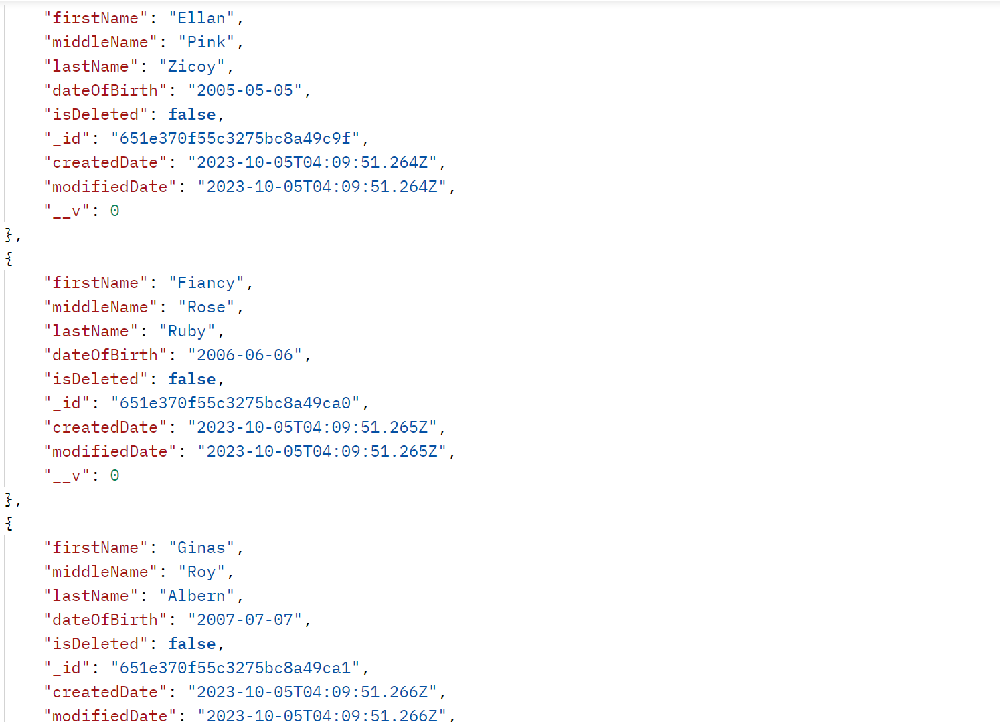 "firstName": "Ellan",
"middleName": "Pink",
"lastName": "Zicoy",
"dateOfBirth": "2005-05-05",
"isDeleted": false,
"_id": "651e370f55c3275bc8a49c9f",
"createdDate": "2023-10-05T04:09:51.264Z",
"modifiedDate": "2023-10-05T04:09:51.264Z",
"__v": 0
},
{
"firstName": "Fiancy",
"middleName": "Rose",
"lastName": "Ruby",
"dateOfBirth": "2006-06-06",
"isDeleted": false,
"_id": "651e370f55c3275bc8a49ca0",
"createdDate": "2023-10-05T04:09:51.265Z",
"modifiedDate": "2023-10-05T04:09:51.265Z",
"__v": 0
},
{
"firstName": "Ginas",
"middleName": "Roy",
"lastName": "Albern",
"dateOfBirth": "2007-07-07",
"isDeleted": false,
"_id": "651e370f55c3275bc8a49ca1",
"createdDate": "2023-10-05T04:09:51.266Z",
"modifiedDate": "2023-10-05T04:09:51.266Z",